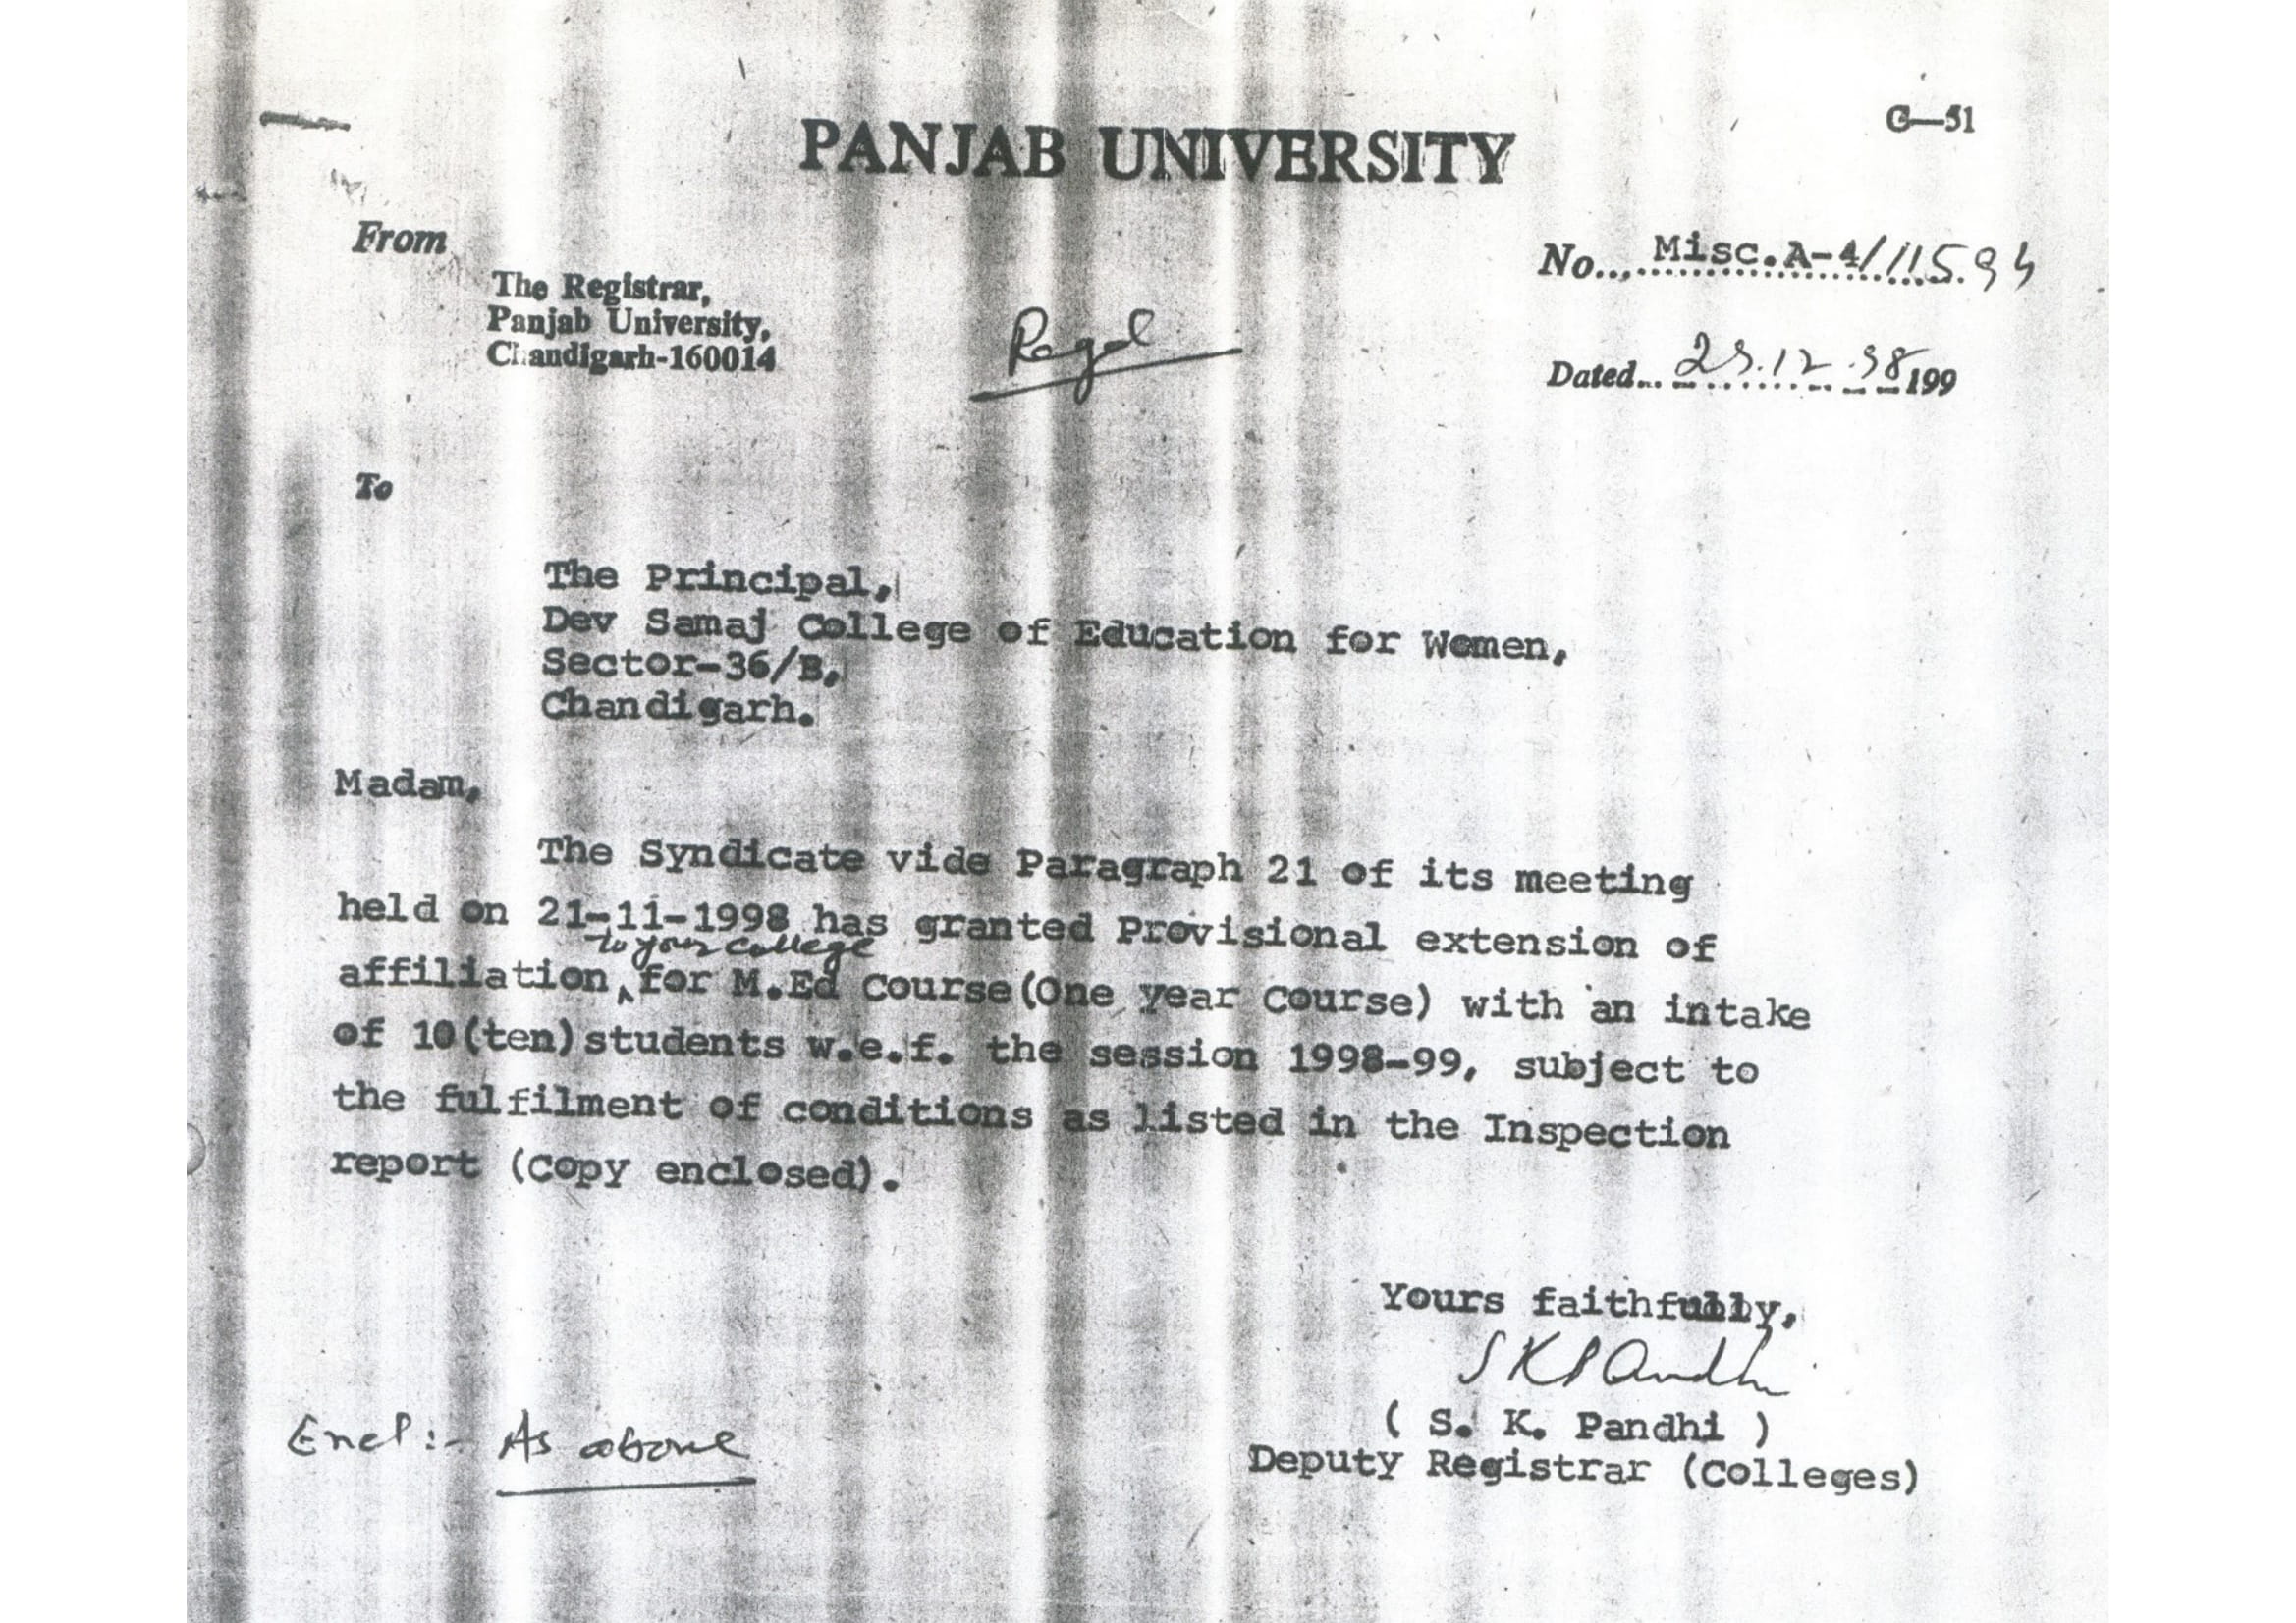 G—51
PANJAB UNIVERSITY
From
The Registrar,
Panjab University,
Chandigarh-160014
Regd
No..., Misc.A-4/11594
Dated... .12.98 199
To
The Principal,
Dev Samaj College of Education for Women,
Sector-36/B,
Chandigarh.
Madam,
The Syndicate vide Paragraph 21 of its meeting
held on 21-11-1998 has granted Provisional extension of
to your college
affiliation for M.Ed Course(One year Course) with an intake
of 10(ten)students w.e.f. the session 1998-99, subject to
the fulfilment of conditions as listed in the Inspection
report (Copy enclosed).
Yours faithfully,
SKPandhi
( S. K. Pandhi )
Deputy Registrar (Colleges)
Encl:- As above